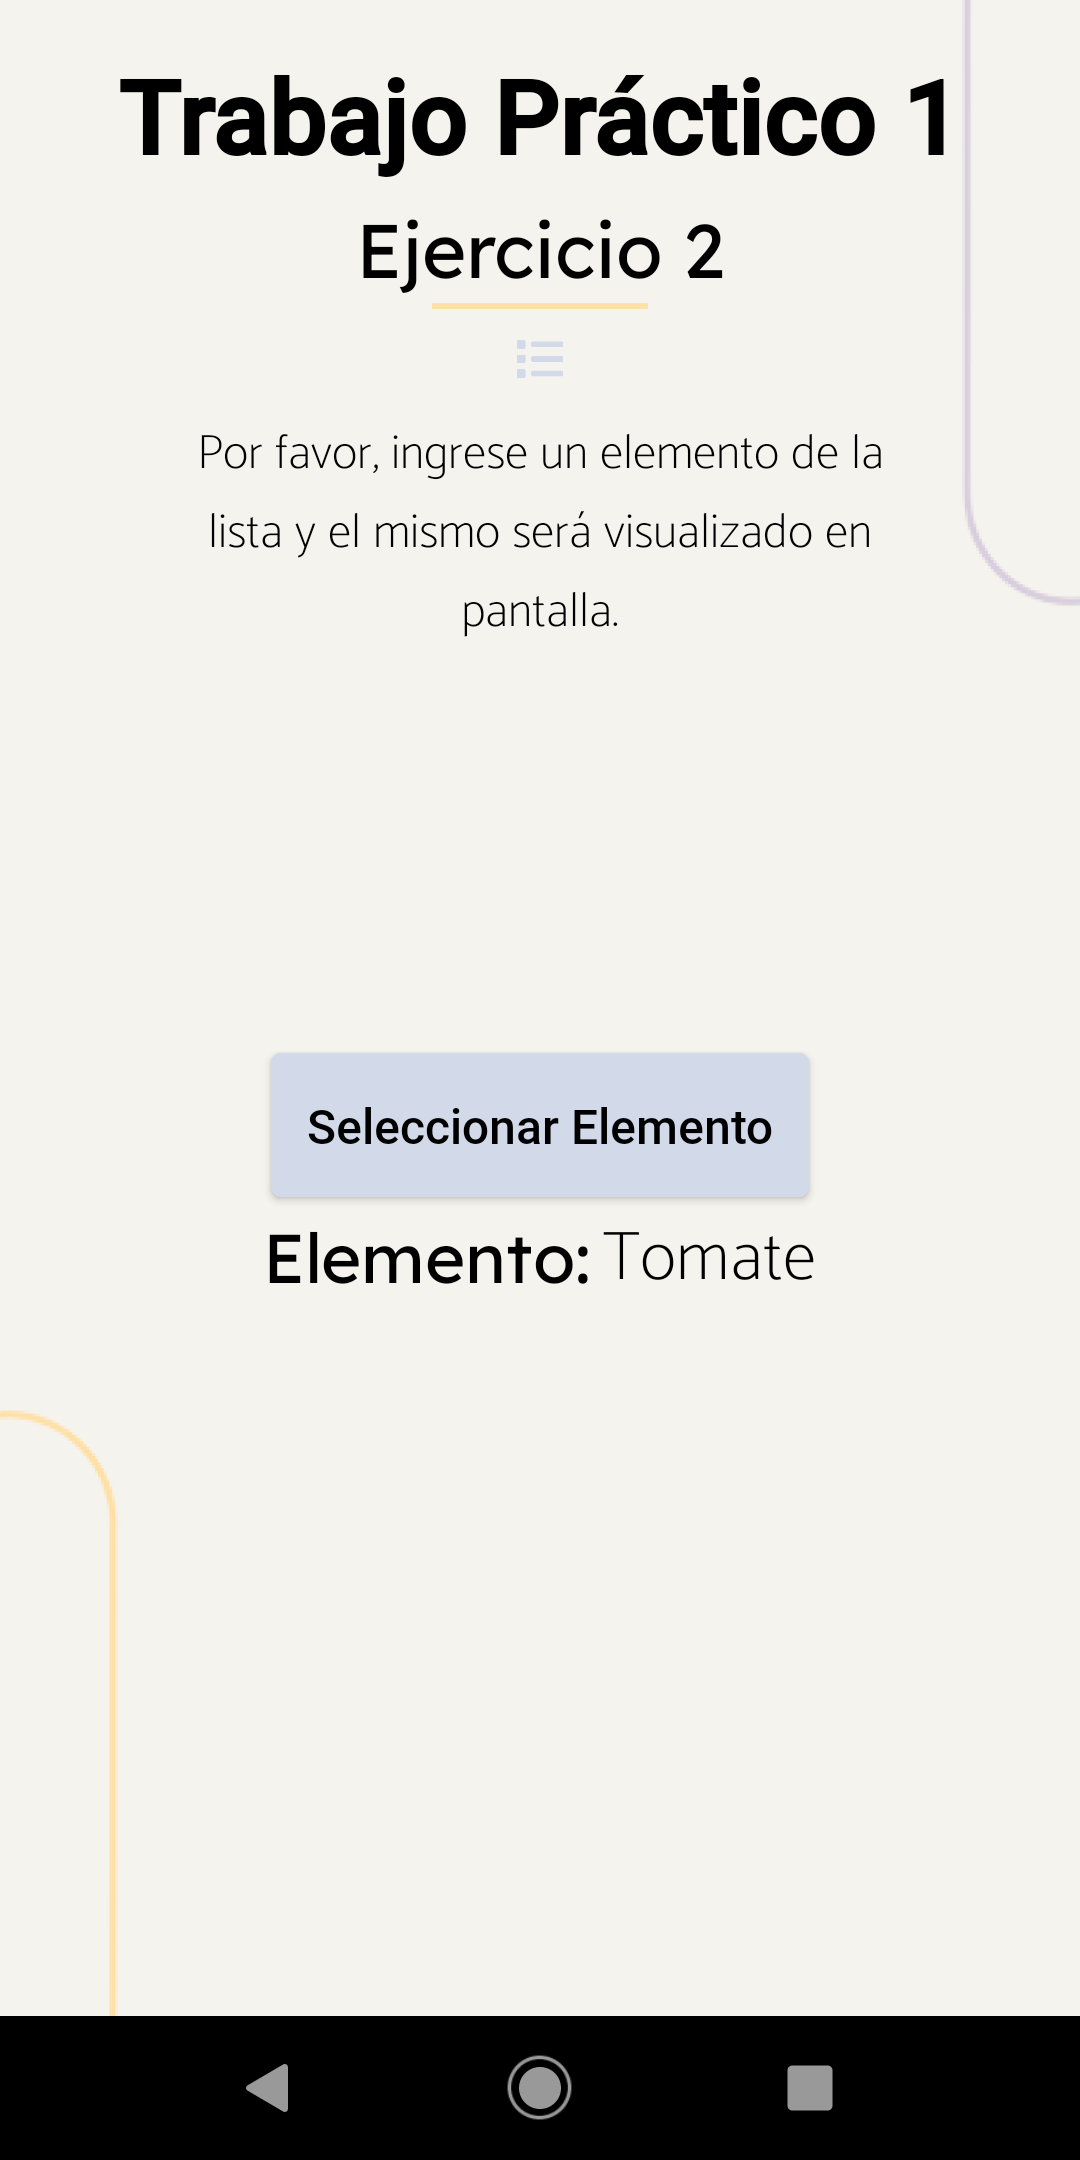 Trabajo Práctico 1
Ejercicio 2
Por favor, ingrese un elemento de la
lista y el mismo será visualizado en
pantalla.
Seleccionar Elemento
Elemento: Tomate